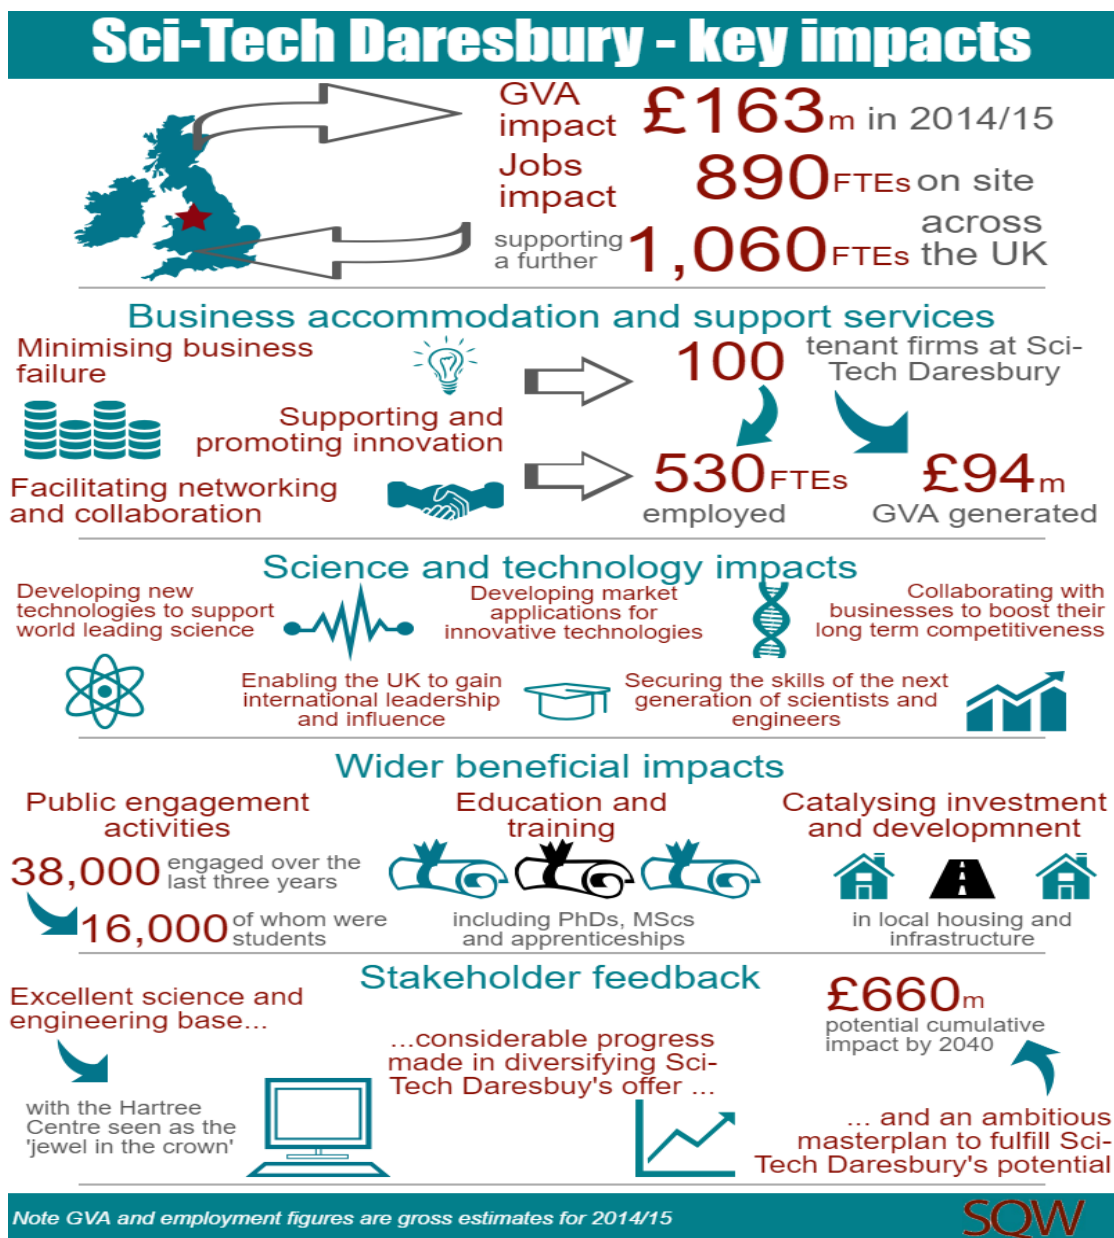 Sci-Tech Daresbury - key impacts
GVA
impact
£163m in 2014/15
Jobs
impact
890 FTEs on site
supporting
a further
1,060 FTEs
across
the UK
Business accommodation and support services
Minimising business
failure
Supporting and
promoting innovation
Facilitating networking
and collaboration
100
tenant firms at Sci-
Tech Daresbury
530 FTEs
employed
£94m
GVA generated
Science and technology impacts
Developing new
technologies to support
world leading science
Developing market
applications for
innovative technologies
Collaborating with
businesses to boost their
long term competitiveness
Enabling the UK to gain
international leadership
and influence
Securing the skills of the next
generation of scientists and
engineers
Wider beneficial impacts
Public engagement
activities
38,000
engaged over the
last three years
16,000
of whom were
students
Education and
training
including PhDs, MScs
and apprenticeships
Catalysing investment
and developmnent
in local housing and
infrastructure
Stakeholder feedback
Excellent science and
engineering base...
with the Hartree
Centre seen as the
'jewel in the crown'
...considerable progress
made in diversifying Sci-
Tech Daresbuy's offer ...
£660m
potential cumulative
impact by 2040
... and an ambitious
masterplan to fulfill Sci-
Tech Daresbury's potential
Note GVA and employment figures are gross estimates for 2014/15
SQW